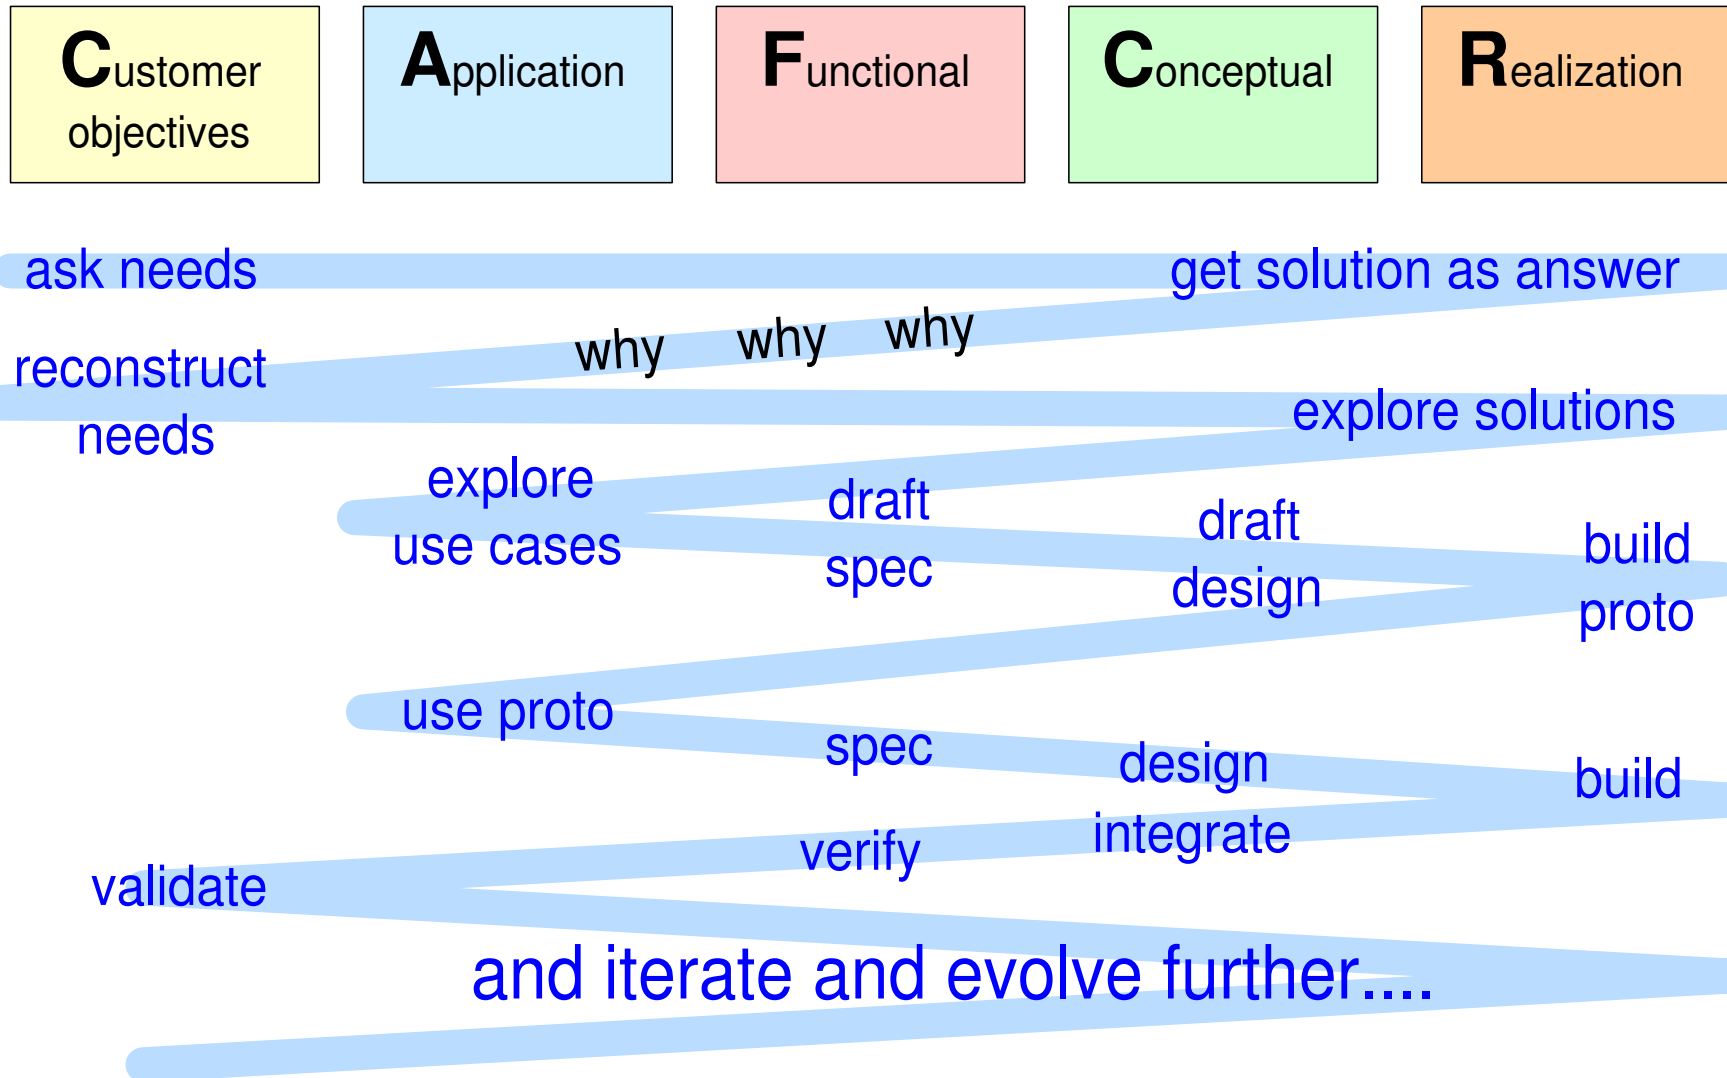 Customer
objectives
Application
Functional
Conceptual
Realization
ask needs
get solution as answer
why why why
reconstruct
needs
explore solutions
explore
use cases
draft
spec
draft
design
build
proto
use proto
spec
design
build
integrate
verify
validate
and iterate and evolve further....